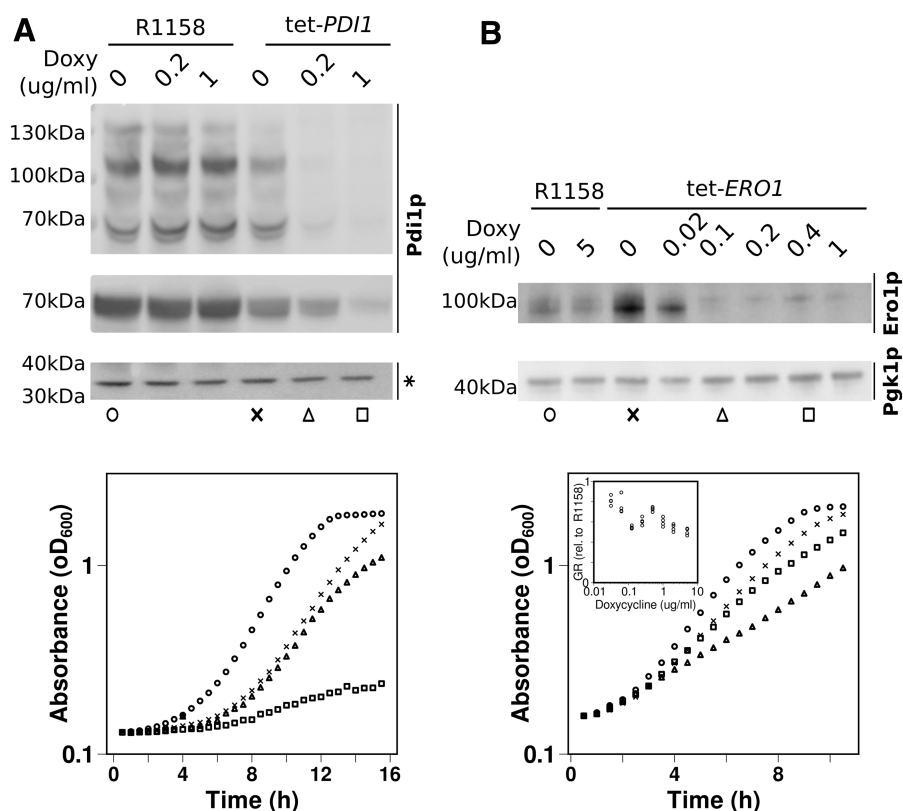 A
R1158
tet-PDI1
Doxy
(ug/ml)
0
0.2
1
0
0.2
1
130kDa
100kDa
70kDa
70kDa
Pdi1p
40kDa
30kDa
*
B
R1158
tet-ERO1
Doxy
(ug/ml)
0
5
0
0.02
0.1
0.2
0.4
1
100kDa
Ero1p
40kDa
Pgk1p
Absorbance (oD600)
1
0.1
0
4
8
12
16
Time (h)
Absorbance (oD600)
1
0.1
0
4
8
Time (h)
GR (rel. to R1158)
1
0
0.01
0.1
1
10
Doxycycline (ug/ml)